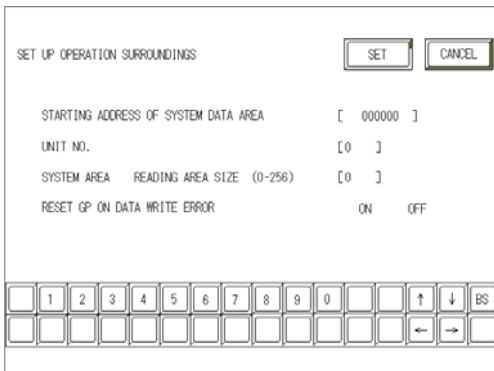 SET UP OPERATION SURROUNDINGS SET CANCEL
STARTING ADDRESS OF SYSTEM DATA AREA [ 000000 ]
UNIT NO. [0 ]
SYSTEM AREA READING AREA SIZE (0-256) [0 ]
RESET GP ON DATA WRITE ERROR ON OFF
1 2 3 4 5 6 7 8 9 0 ↑ ↓ BS
← →